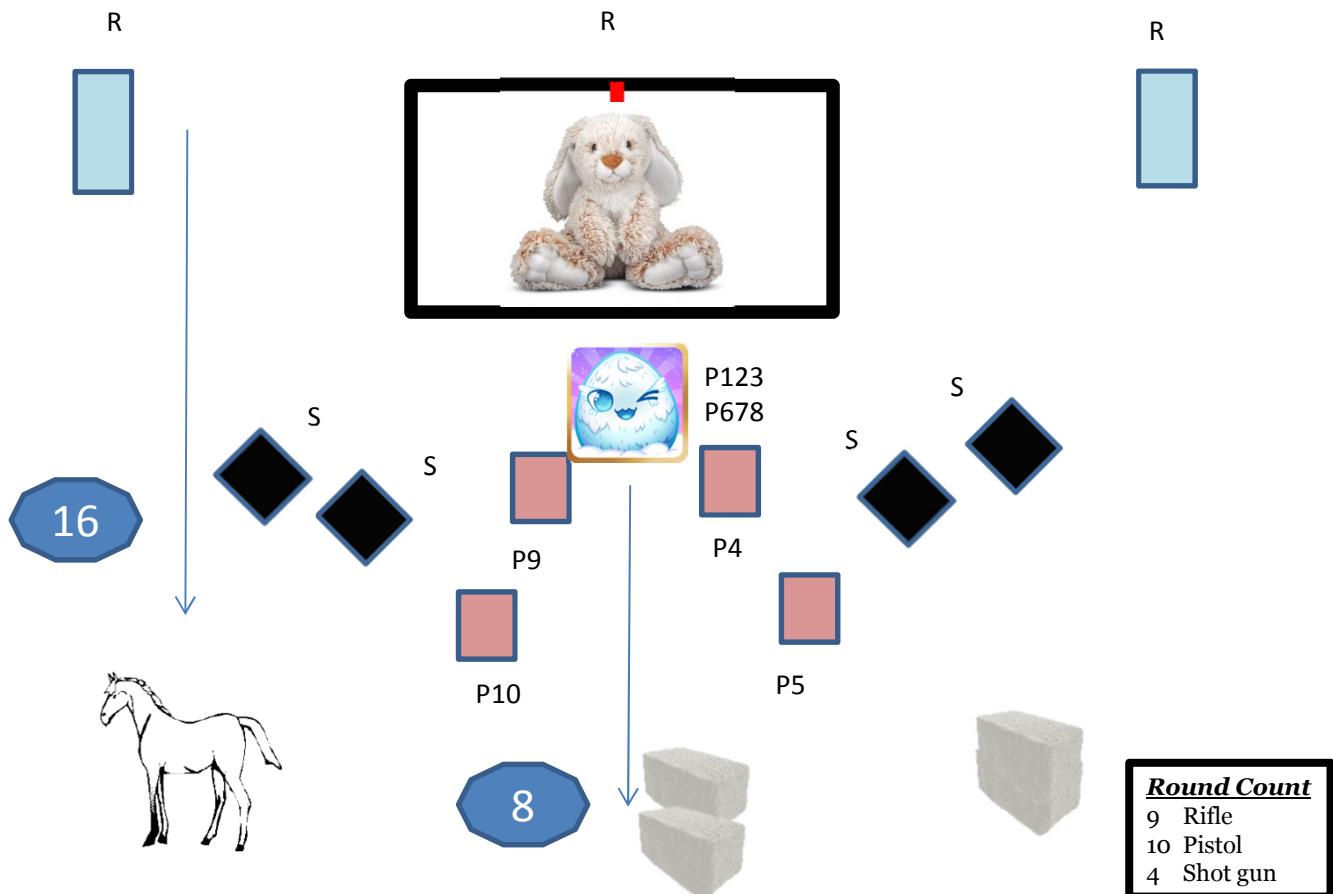 R
R
R
P123
P678
S
S
S
S
16
P9
P4
P10
P5
8
Round Count
9 Rifle
10 Pistol
4 Shot gun